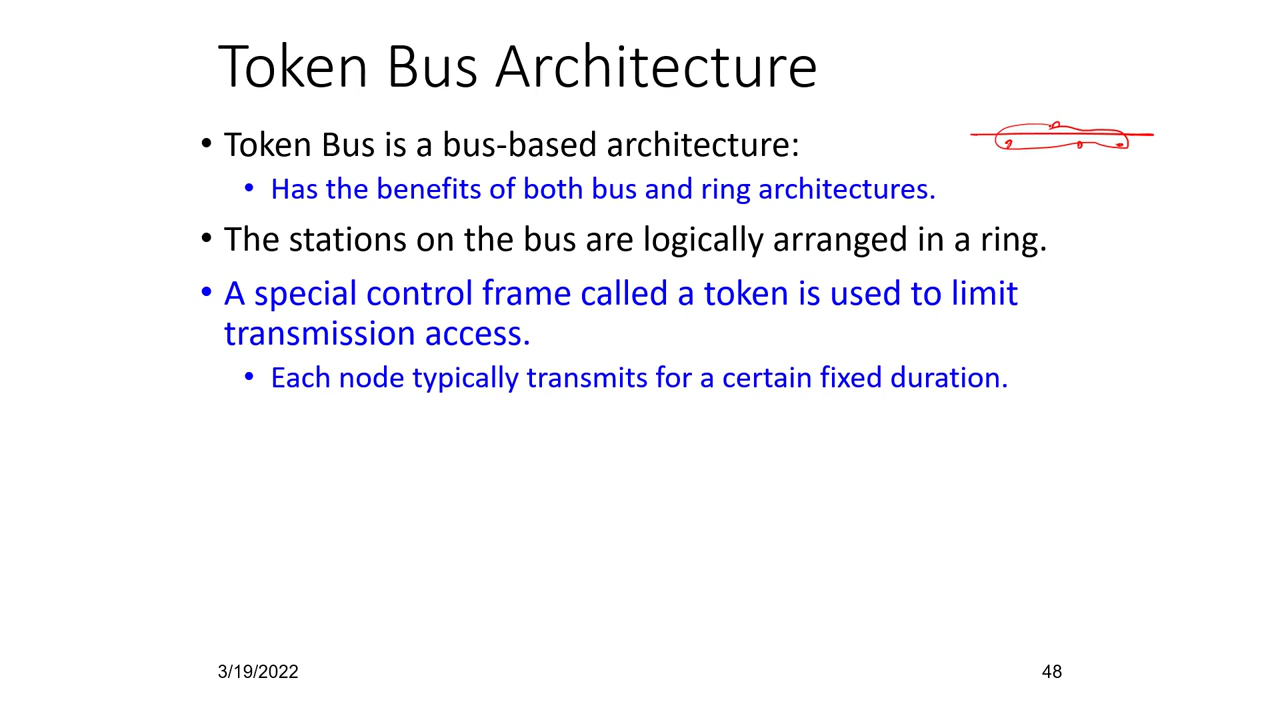 Token Bus Architecture
• Token Bus is a bus-based architecture:
• Has the benefits of both bus and ring architectures.
• The stations on the bus are logically arranged in a ring.
• A special control frame called a token is used to limit
transmission access.
• Each node typically transmits for a certain fixed duration.
3/19/2022
48